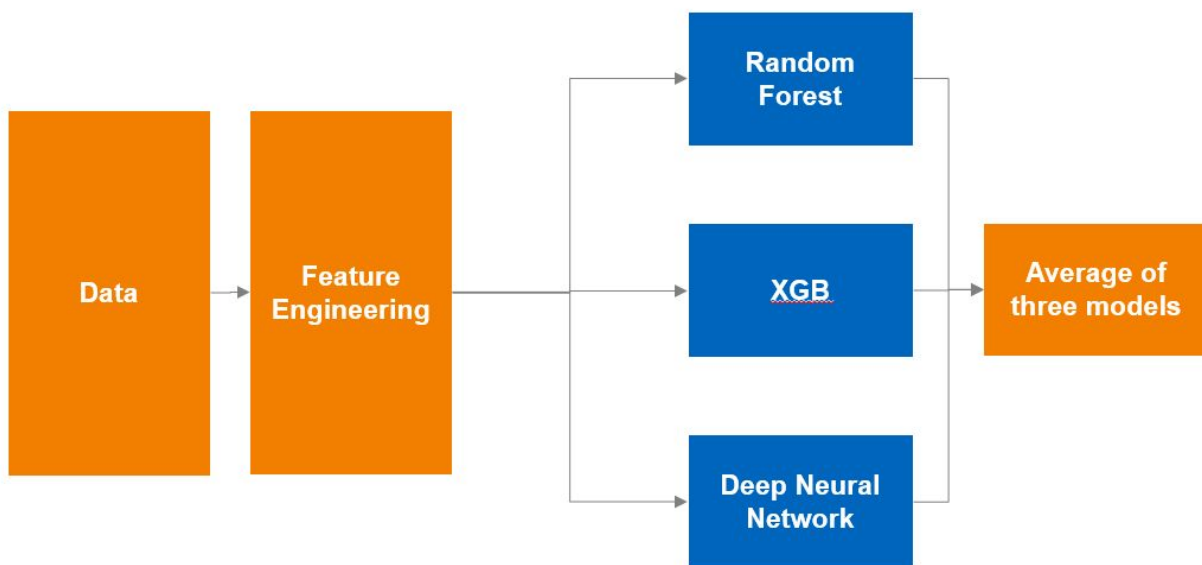 Data
Feature
Engineering
Random
Forest
XGB
Deep Neural
Network
Average of
three models